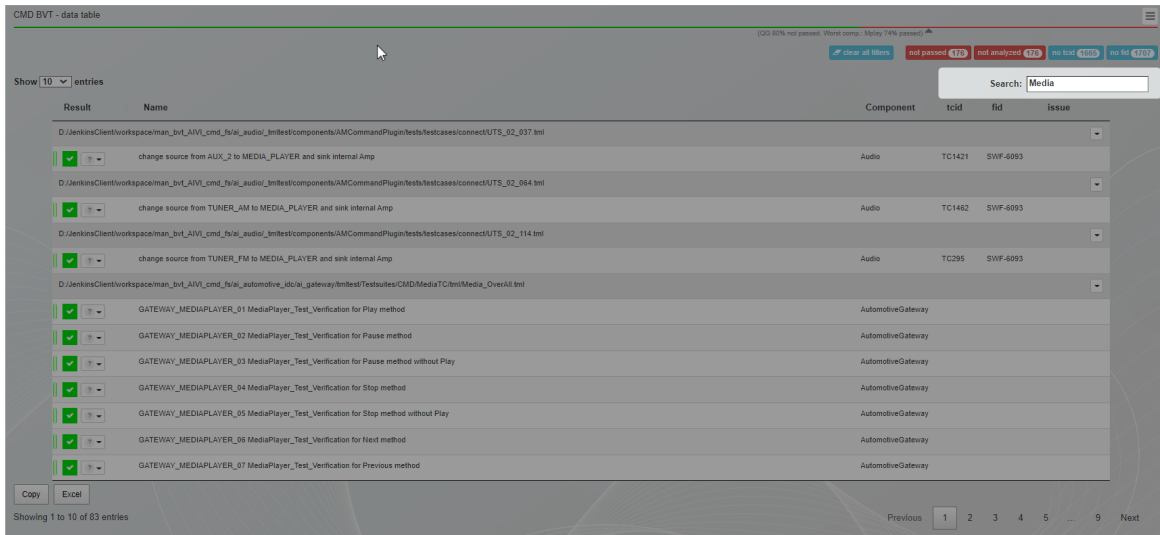 CMD BVT - data table
(QG 80% not passed. Worst comp.: Mplay 74% passed)
clear all filters not passed 176 not analyzed 176 no tcid 1665 no fid 1707
Show 10 entries
Search: Media
Result Name Component tcid fid issue
D:/JenkinsClient/workspace/man_bvt_AIVI_cmd_fs/ai_audio/_tmltest/components/AMCommandPlugin/tests/testcases/connect/UTS_02_037.tml
? change source from AUX_2 to MEDIA_PLAYER and sink internal Amp Audio TC1421 SWF-6093
D:/JenkinsClient/workspace/man_bvt_AIVI_cmd_fs/ai_audio/_tmltest/components/AMCommandPlugin/tests/testcases/connect/UTS_02_064.tml
? change source from TUNER_AM to MEDIA_PLAYER and sink internal Amp Audio TC1462 SWF-6093
D:/JenkinsClient/workspace/man_bvt_AIVI_cmd_fs/ai_audio/_tmltest/components/AMCommandPlugin/tests/testcases/connect/UTS_02_114.tml
? change source from TUNER_FM to MEDIA_PLAYER and sink internal Amp Audio TC295 SWF-6093
D:/JenkinsClient/workspace/man_bvt_AIVI_cmd_fs/ai_automotive_idc/ai_gateway/tmltest/Testsuites/CMD/MediaTC/tml/Media_OverAll.tml
? GATEWAY_MEDIAPLAYER_01 MediaPlayer_Test_Verification for Play method AutomotiveGateway
? GATEWAY_MEDIAPLAYER_02 MediaPlayer_Test_Verification for Pause method AutomotiveGateway
? GATEWAY_MEDIAPLAYER_03 MediaPlayer_Test_Verification for Pause method without Play AutomotiveGateway
? GATEWAY_MEDIAPLAYER_04 MediaPlayer_Test_Verification for Stop method AutomotiveGateway
? GATEWAY_MEDIAPLAYER_05 MediaPlayer_Test_Verification for Stop method without Play AutomotiveGateway
? GATEWAY_MEDIAPLAYER_06 MediaPlayer_Test_Verification for Next method AutomotiveGateway
? GATEWAY_MEDIAPLAYER_07 MediaPlayer_Test_Verification for Previous method AutomotiveGateway
Copy Excel
Showing 1 to 10 of 83 entries
Previous 1 2 3 4 5 ... 9 Next